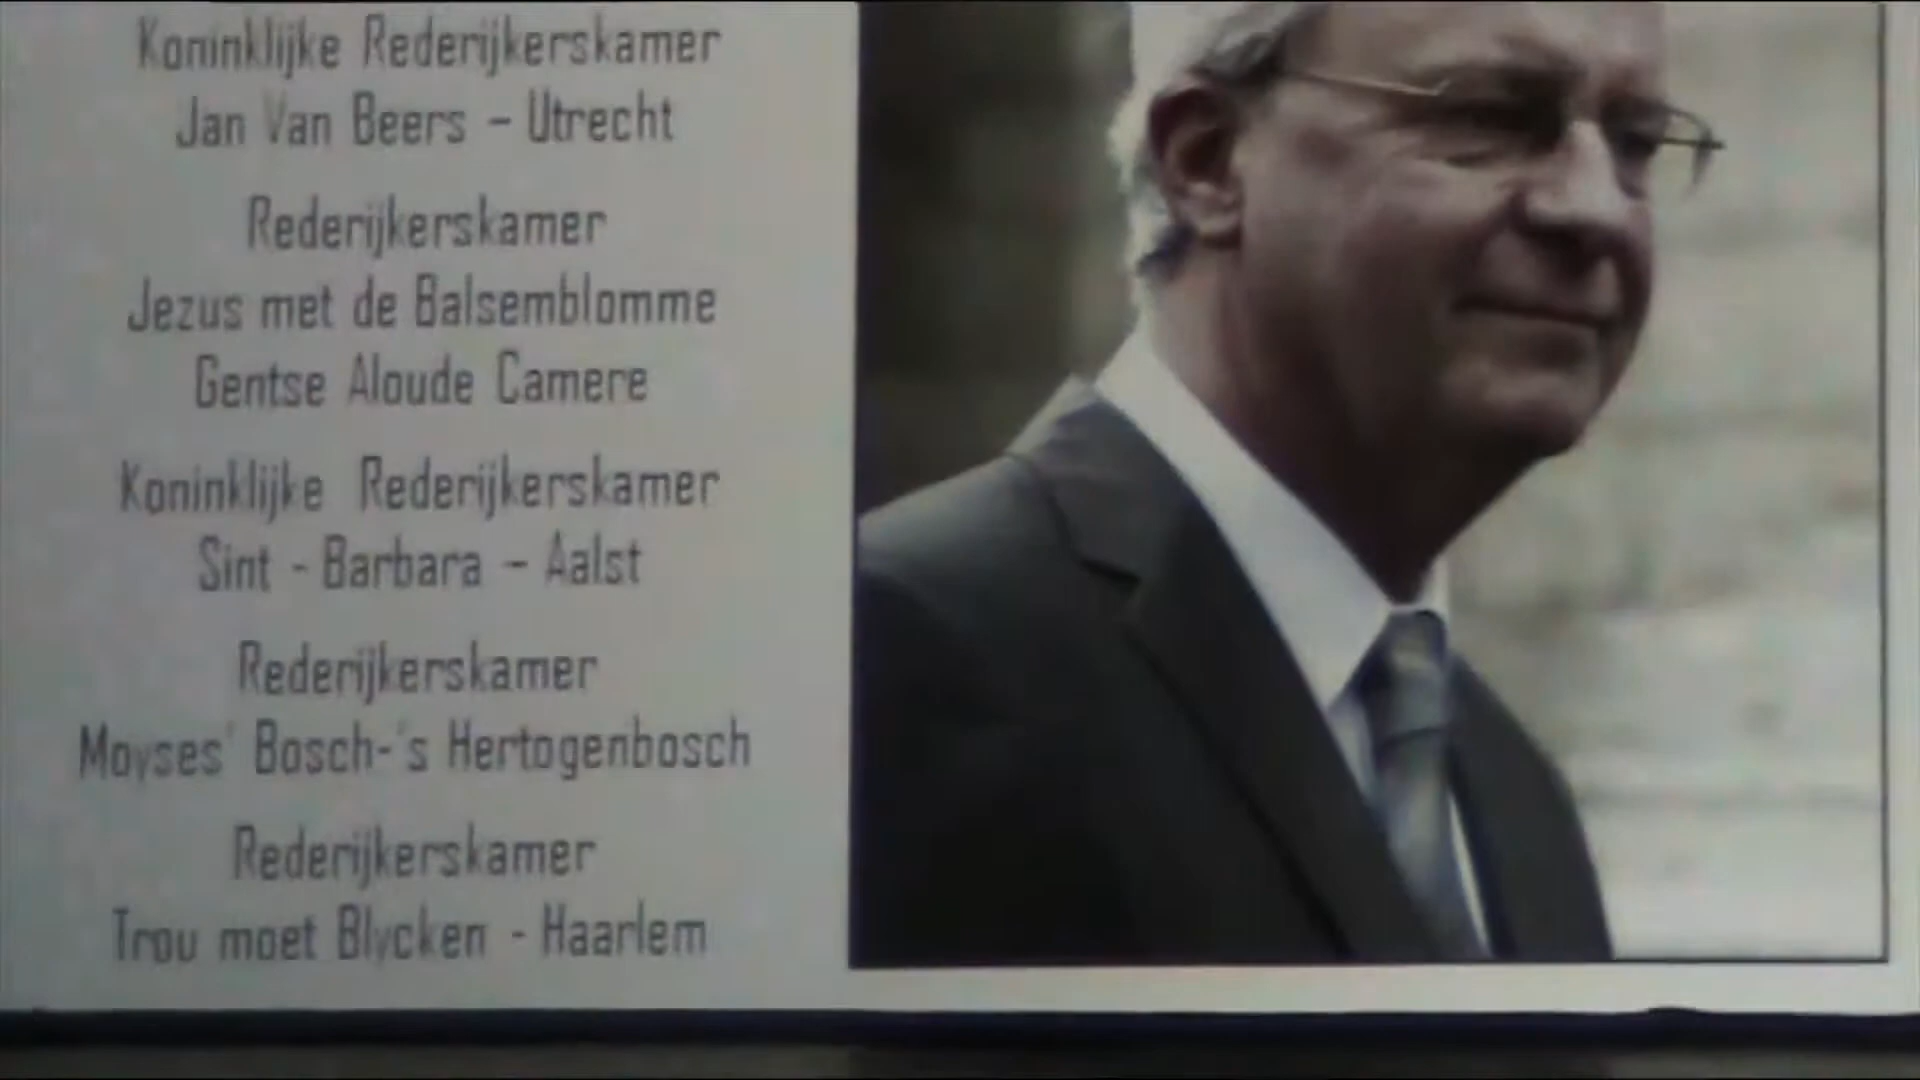 Koninklijke Rederijkerskamer
Jan Van Beers - Utrecht
Rederijkerskamer
Jezus met de Balsemblomme
Gentse Aloude Camere
Koninklijke Rederijkerskamer
Sint - Barbara - Aalst
Rederijkerskamer
Moyses' Bosch-'s Hertogenbosch
Rederijkerskamer
Trou moet Blycken - Haarlem